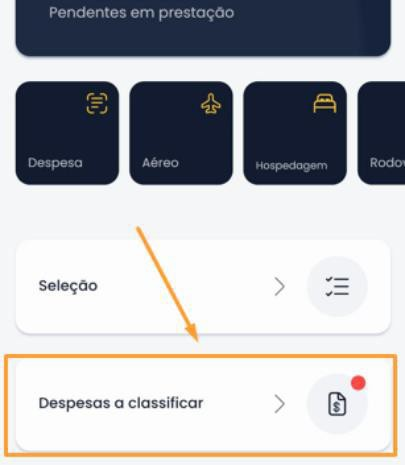 Pendentes em prestação
Despesa
Aéreo
Hospedagem
Seleção
Despesas a classificar